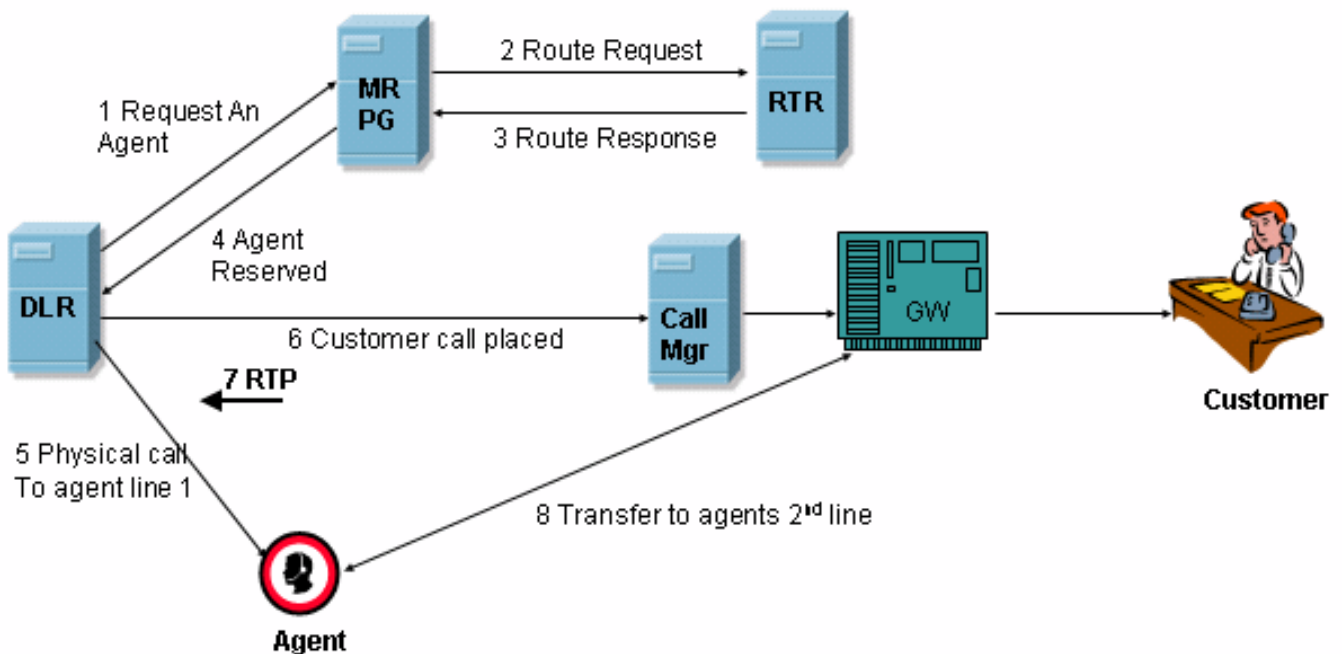 2 Route Request
MR
PG
RTR
1 Request An
Agent
3 Route Response
4 Agent
Reserved
DLR
Call
Mgr
GW
6 Customer call placed
7 RTP
Customer
5 Physical call
To agent line 1
8 Transfer to agents 2nd line
Agent